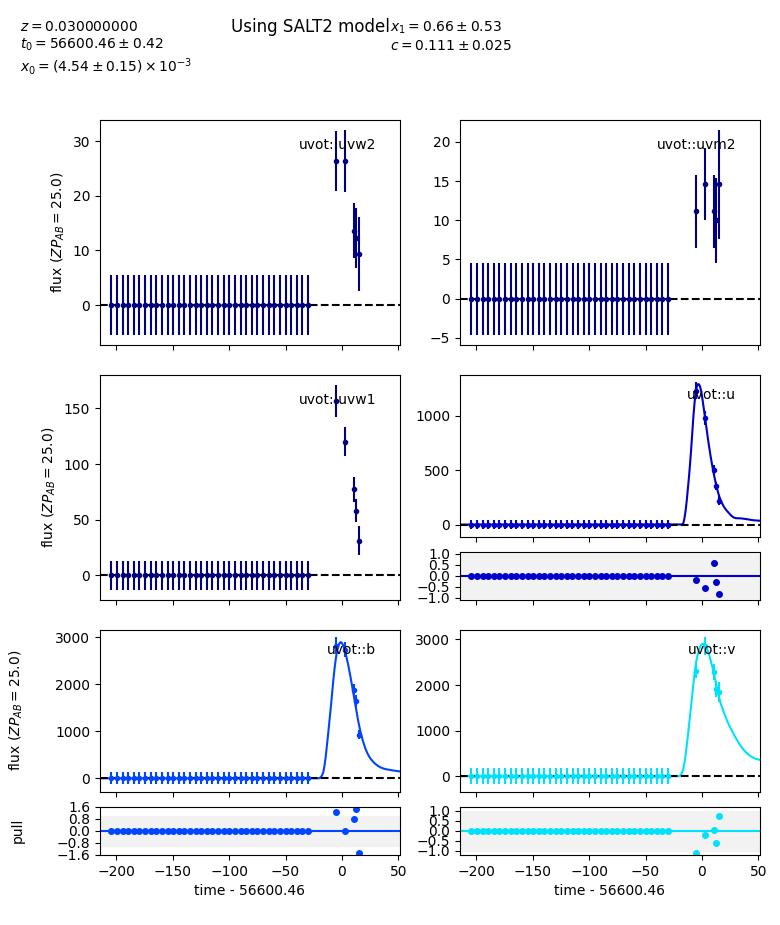 Using SALT2 model
z = 0.030000000
t₀ = 56600.46 ± 0.42
x₀ = (4.54 ± 0.15) × 10⁻³
x₁ = 0.66 ± 0.53
c = 0.111 ± 0.025
uvot::uvw2
flux (ZP_AB = 25.0)
30
20
10
0
uvot::uvm2
20
15
10
5
0
−5
uvot::uvw1
flux (ZP_AB = 25.0)
150
100
50
0
uvot::u
1000
500
0
1.0
0.5
0.0
−0.5
−1.0
uvot::b
flux (ZP_AB = 25.0)
3000
2000
1000
0
uvot::v
3000
2000
1000
0
pull
1.6
0.8
0.0
−0.8
−1.6
−200 −150 −100 −50 0 50
time - 56600.46
1.0
0.5
0.0
−0.5
−1.0
−200 −150 −100 −50 0 50
time - 56600.46